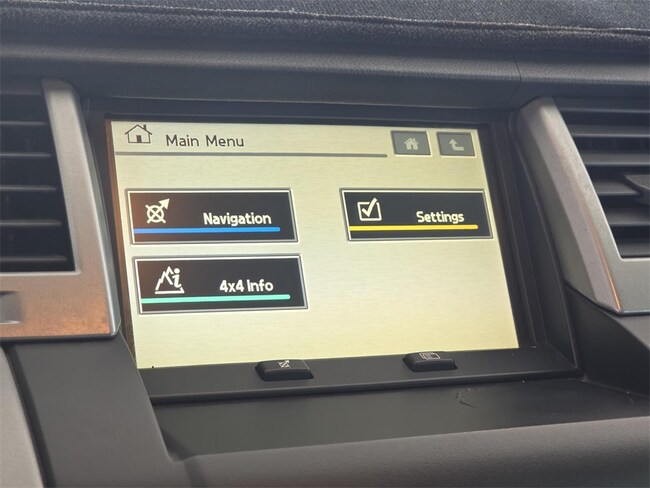 Main Menu
Navigation
Settings
4x4 Info